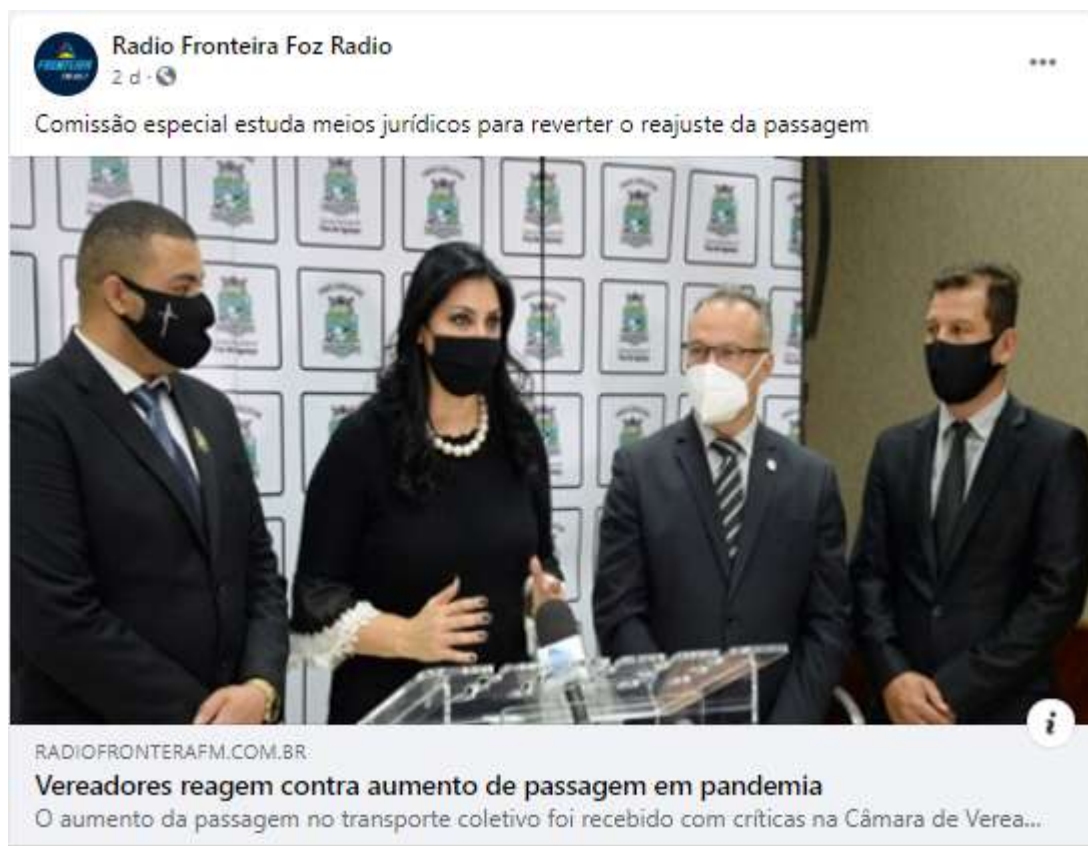 Radio Fronteira Foz Radio
2 d ·
Comissão especial estuda meios jurídicos para reverter o reajuste da passagem
RADIOFRONTERAFM.COM.BR
Vereadores reagem contra aumento de passagem em pandemia
O aumento da passagem no transporte coletivo foi recebido com críticas na Câmara de Verea...